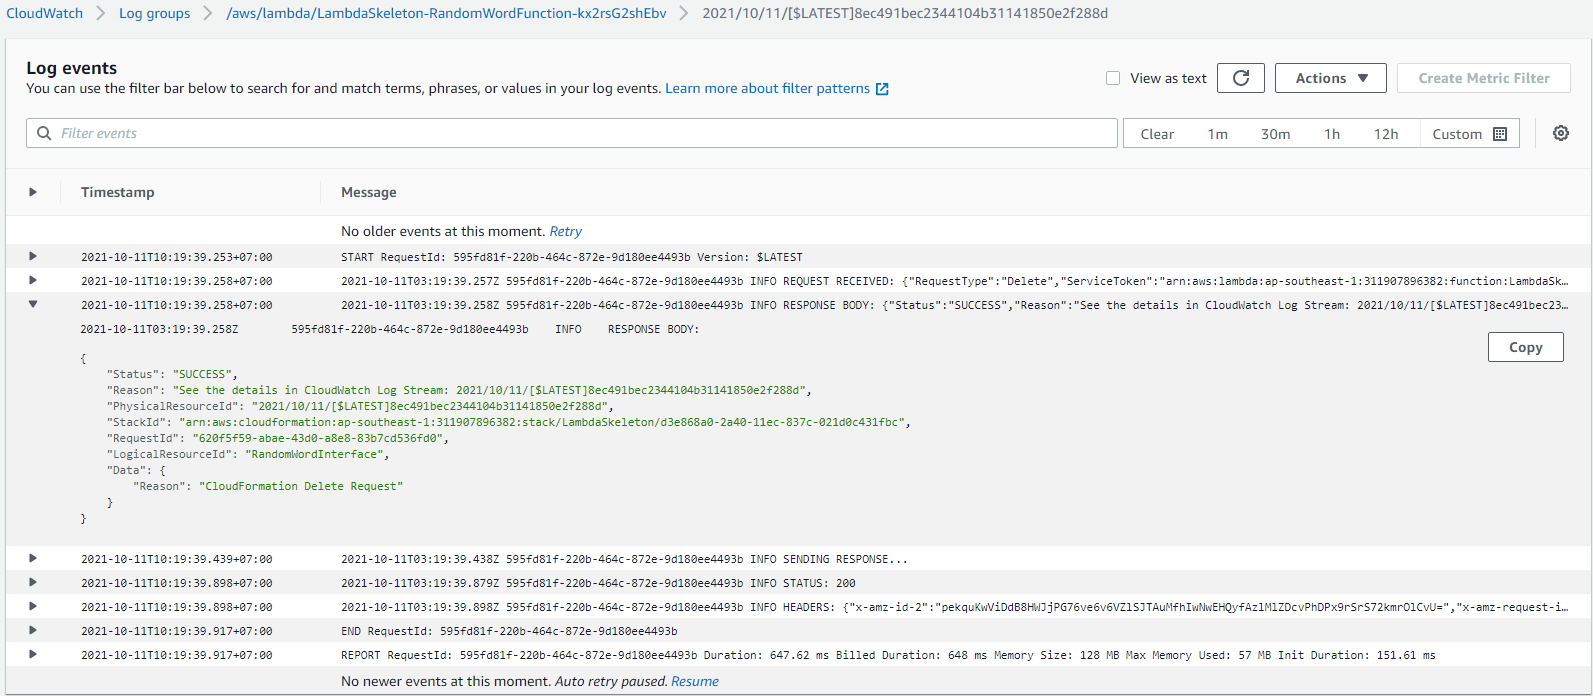 CloudWatch > Log groups > /aws/lambda/LambdaSkeleton-RandomWordFunction-kx2rsG2shEbv > 2021/10/11/[$LATEST]8ec491bec2344104b31141850e2f288d
Log events
You can use the filter bar below to search for and match terms, phrases, or values in your log events. Learn more about filter patterns
View as text Actions Create Metric Filter
Filter events Clear 1m 30m 1h 12h Custom
Timestamp Message
No older events at this moment. Retry
2021-10-11T10:19:39.253+07:00 START RequestId: 595fd81f-220b-464c-872e-9d180ee4493b Version: $LATEST
2021-10-11T10:19:39.258+07:00 2021-10-11T03:19:39.257Z 595fd81f-220b-464c-872e-9d180ee4493b INFO REQUEST RECEIVED: {"RequestType":"Delete","ServiceToken":"arn:aws:lambda:ap-southeast-1:311907896382:function:LambdaSk…
2021-10-11T10:19:39.258+07:00 2021-10-11T03:19:39.258Z 595fd81f-220b-464c-872e-9d180ee4493b INFO RESPONSE BODY: {"Status":"SUCCESS","Reason":"See the details in CloudWatch Log Stream: 2021/10/11/[$LATEST]8ec491bec23…
2021-10-11T03:19:39.258Z 595fd81f-220b-464c-872e-9d180ee4493b INFO RESPONSE BODY:
Copy
{
"Status": "SUCCESS",
"Reason": "See the details in CloudWatch Log Stream: 2021/10/11/[$LATEST]8ec491bec2344104b31141850e2f288d",
"PhysicalResourceId": "2021/10/11/[$LATEST]8ec491bec2344104b31141850e2f288d",
"StackId": "arn:aws:cloudformation:ap-southeast-1:311907896382:stack/LambdaSkeleton/d3e868a0-2a40-11ec-837c-021d0c431fbc",
"RequestId": "620f5f59-abae-43d0-a8e8-83b7cd536fd0",
"LogicalResourceId": "RandomWordInterface",
"Data": {
"Reason": "CloudFormation Delete Request"
}
}
2021-10-11T10:19:39.439+07:00 2021-10-11T03:19:39.438Z 595fd81f-220b-464c-872e-9d180ee4493b INFO SENDING RESPONSE...
2021-10-11T10:19:39.898+07:00 2021-10-11T03:19:39.879Z 595fd81f-220b-464c-872e-9d180ee4493b INFO STATUS: 200
2021-10-11T10:19:39.898+07:00 2021-10-11T03:19:39.898Z 595fd81f-220b-464c-872e-9d180ee4493b INFO HEADERS: {"x-amz-id-2":"pekquKwViDdB8HWJjPG76ve6v6VZlSJTAuMfhIwNwEHQyfAzlMlZDcvPhDPx9rSrS72kmrOlCvU=","x-amz-request-i…
2021-10-11T10:19:39.917+07:00 END RequestId: 595fd81f-220b-464c-872e-9d180ee4493b
2021-10-11T10:19:39.917+07:00 REPORT RequestId: 595fd81f-220b-464c-872e-9d180ee4493b Duration: 647.62 ms Billed Duration: 648 ms Memory Size: 128 MB Max Memory Used: 57 MB Init Duration: 151.61 ms
No newer events at this moment. Auto retry paused. Resume